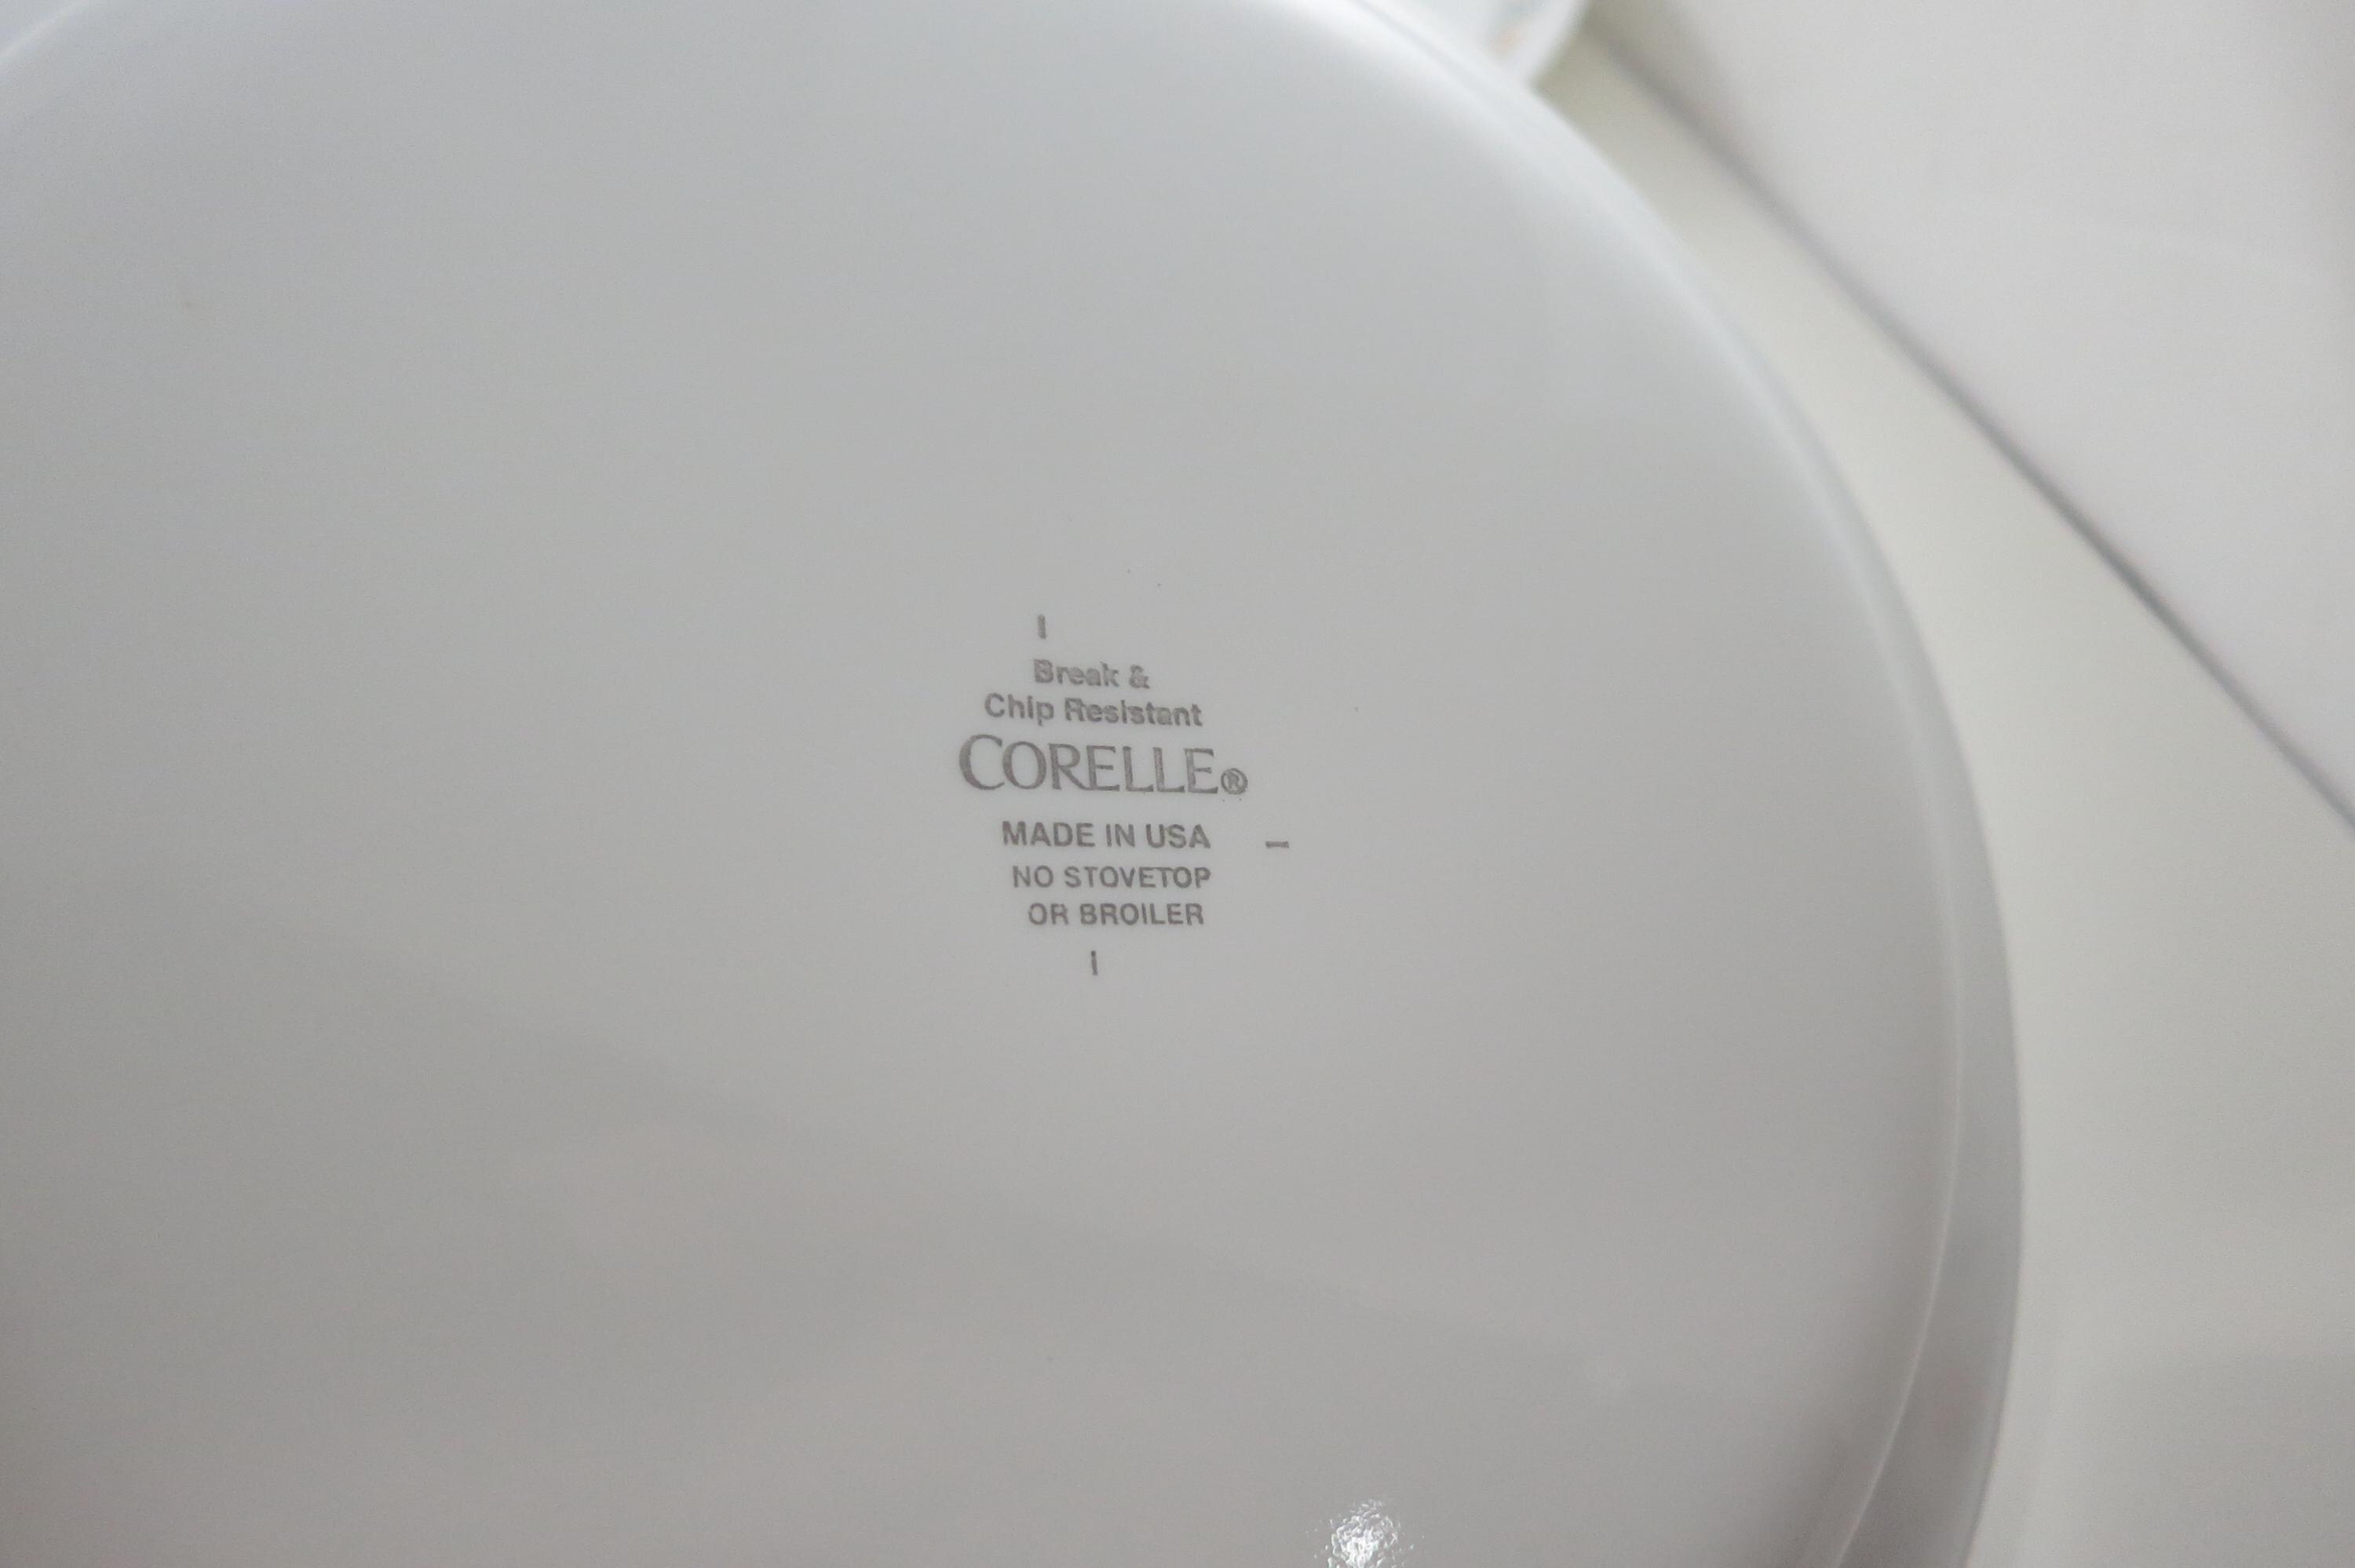 Break &
Chip Resistant
CORELLE®
MADE IN USA
NO STOVETOP
OR BROILER